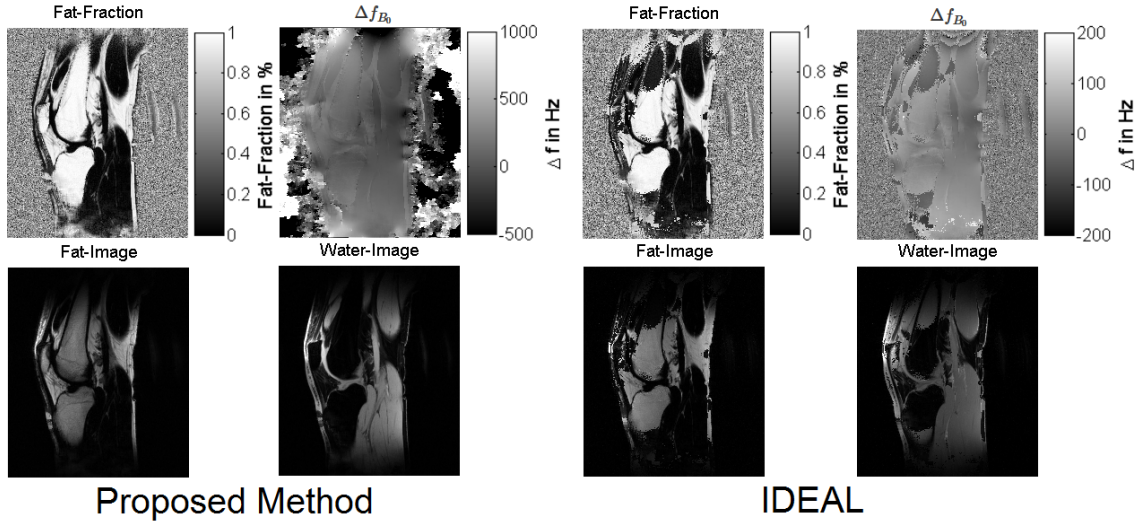 Fat-Fraction
Δf_B₀
1
0.8
0.6
0.4
0.2
0
Fat-Fraction in %
1000
500
0
-500
Δ f in Hz
Fat-Image
Water-Image
Proposed Method
Fat-Fraction
Δf_B₀
1
0.8
0.6
0.4
0.2
0
Fat-Fraction in %
200
100
0
-100
-200
Δ f in Hz
Fat-Image
Water-Image
IDEAL